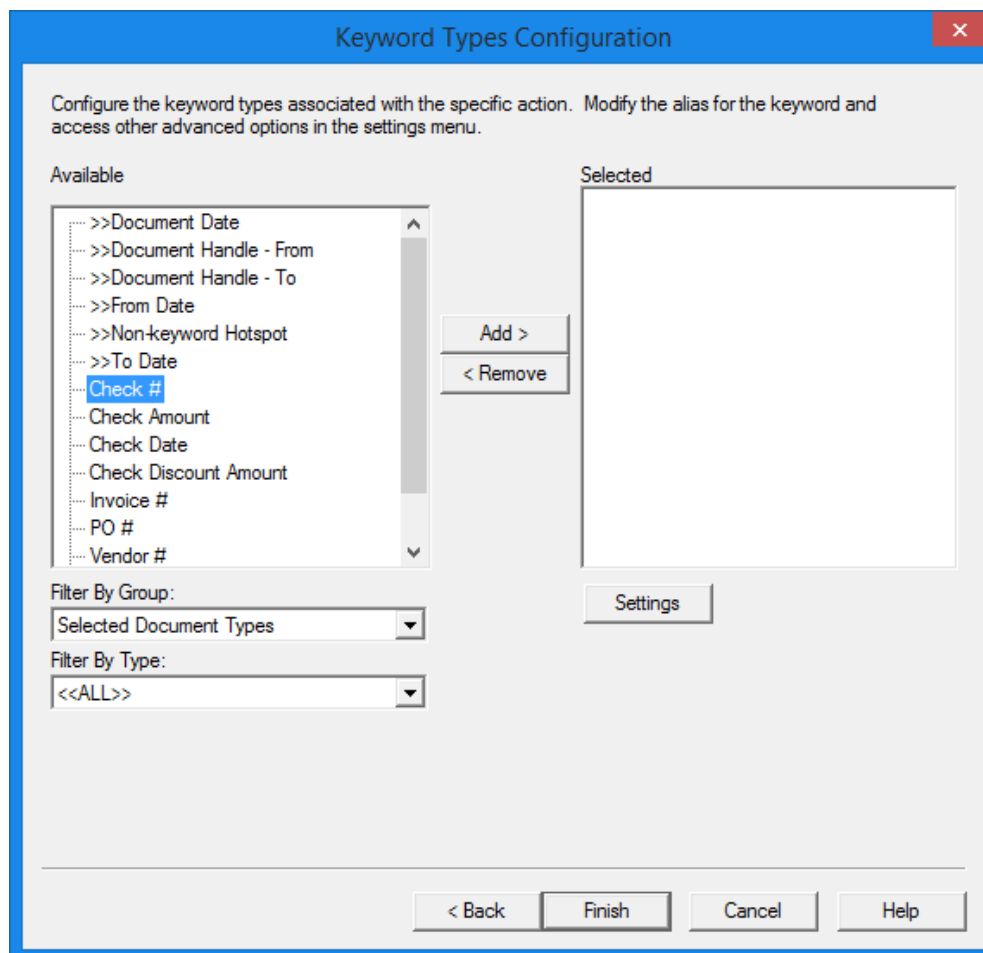 Keyword Types Configuration
Configure the keyword types associated with the specific action.  Modify the alias for the keyword and
access other advanced options in the settings menu.
Available
Selected
>>Document Date
>>Document Handle - From
>>Document Handle - To
>>From Date
>>Non-keyword Hotspot
>>To Date
Check #
Check Amount
Check Date
Check Discount Amount
Invoice #
PO #
Vendor #
Add >
< Remove
Filter By Group:
Selected Document Types
Settings
Filter By Type:
<<ALL>>
< Back
Finish
Cancel
Help